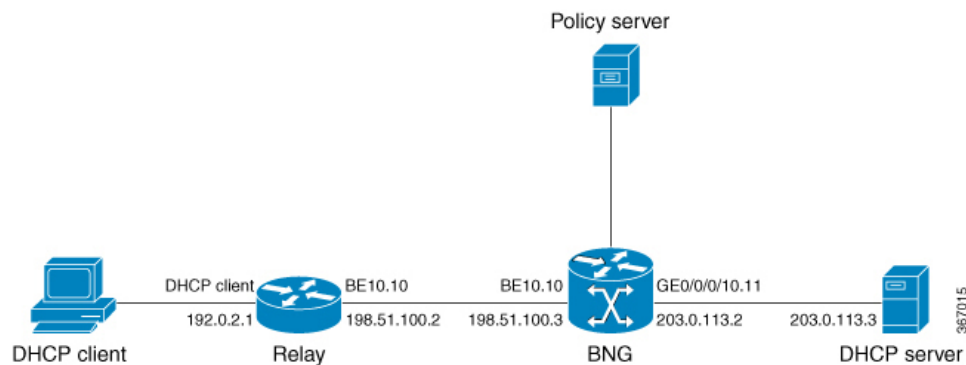 Policy server
DHCP client BE10.10 BE10.10 GE0/0/0/10.11
192.0.2.1 198.51.100.2 198.51.100.3 203.0.113.2 203.0.113.3
DHCP client Relay BNG DHCP server
367015